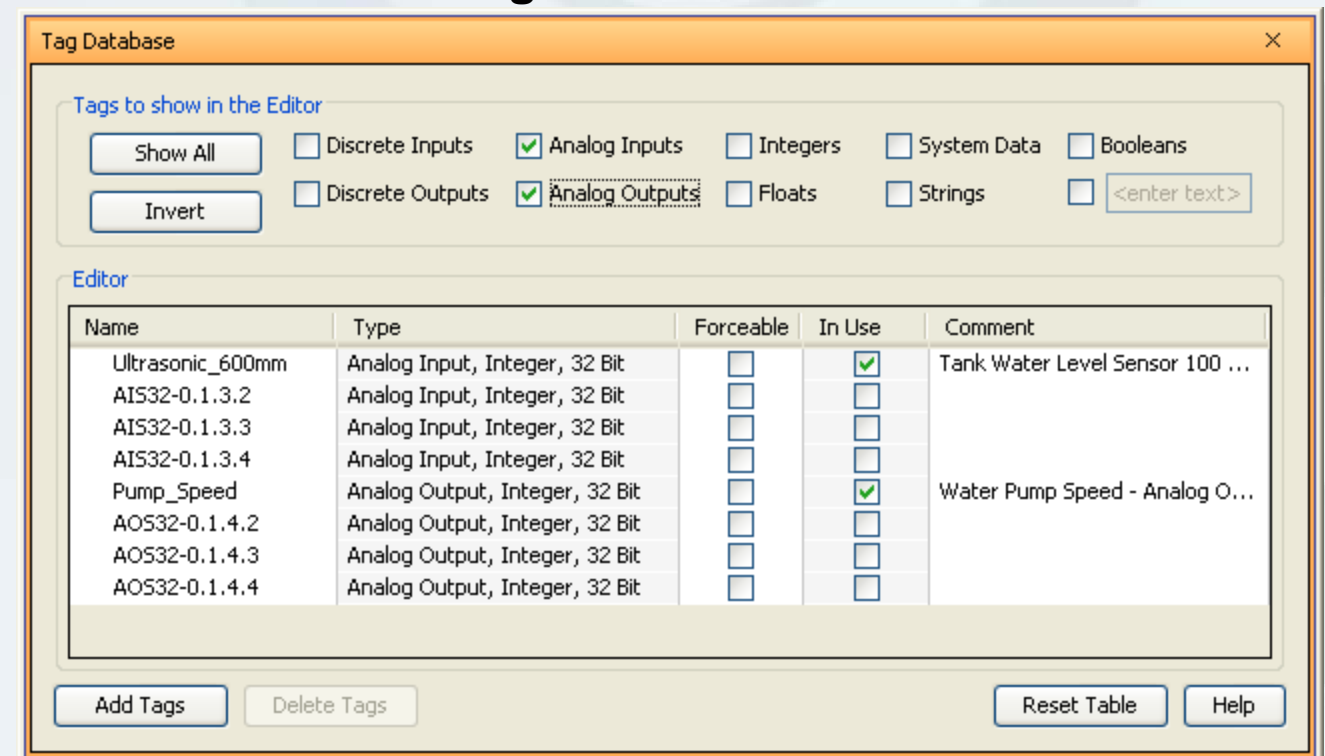 Tag Database
Tags to show in the Editor
Show All Discrete Inputs Analog Inputs Integers System Data Booleans
Invert Discrete Outputs Analog Outputs Floats Strings <enter text>
Editor
Name Type Forceable In Use Comment
Ultrasonic_600mm Analog Input, Integer, 32 Bit Tank Water Level Sensor 100 ...
AIS32-0.1.3.2 Analog Input, Integer, 32 Bit
AIS32-0.1.3.3 Analog Input, Integer, 32 Bit
AIS32-0.1.3.4 Analog Input, Integer, 32 Bit
Pump_Speed Analog Output, Integer, 32 Bit Water Pump Speed - Analog O...
AOS32-0.1.4.2 Analog Output, Integer, 32 Bit
AOS32-0.1.4.3 Analog Output, Integer, 32 Bit
AOS32-0.1.4.4 Analog Output, Integer, 32 Bit
Add Tags Delete Tags Reset Table Help